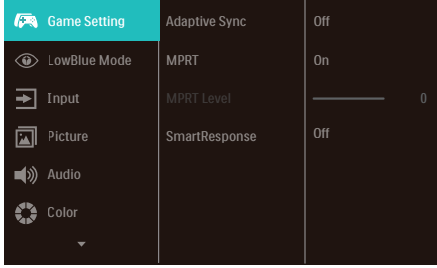 Game Setting Adaptive Sync Off
LowBlue Mode MPRT On
Input MPRT Level 0
Picture SmartResponse Off
Audio
Color